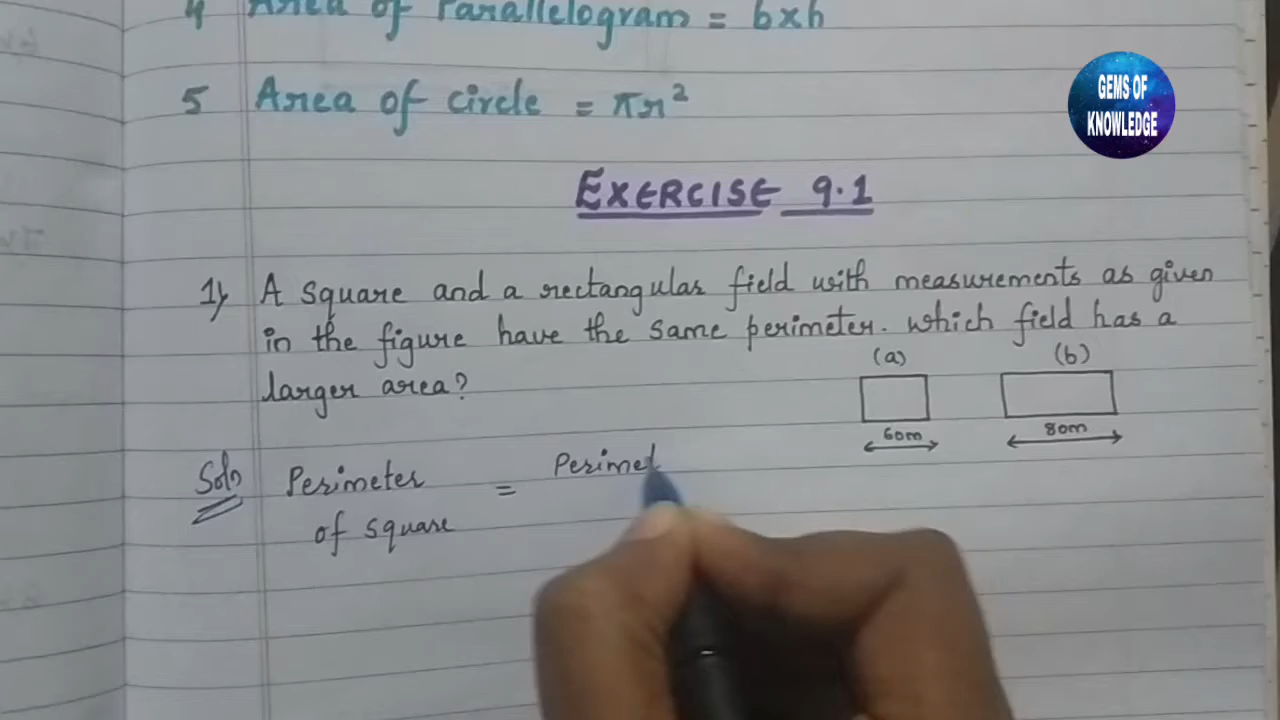 4 Area of Parallelogram = b×h
5 Area of circle = πr²
GEMS OF
KNOWLEDGE
EXERCISE 9.1
1) A square and a rectangular field with measurements as given
in the figure have the same perimeter. which field has a
larger area?
(a) (b)
60m 80m
Soln Perimeter = Perimet
of square